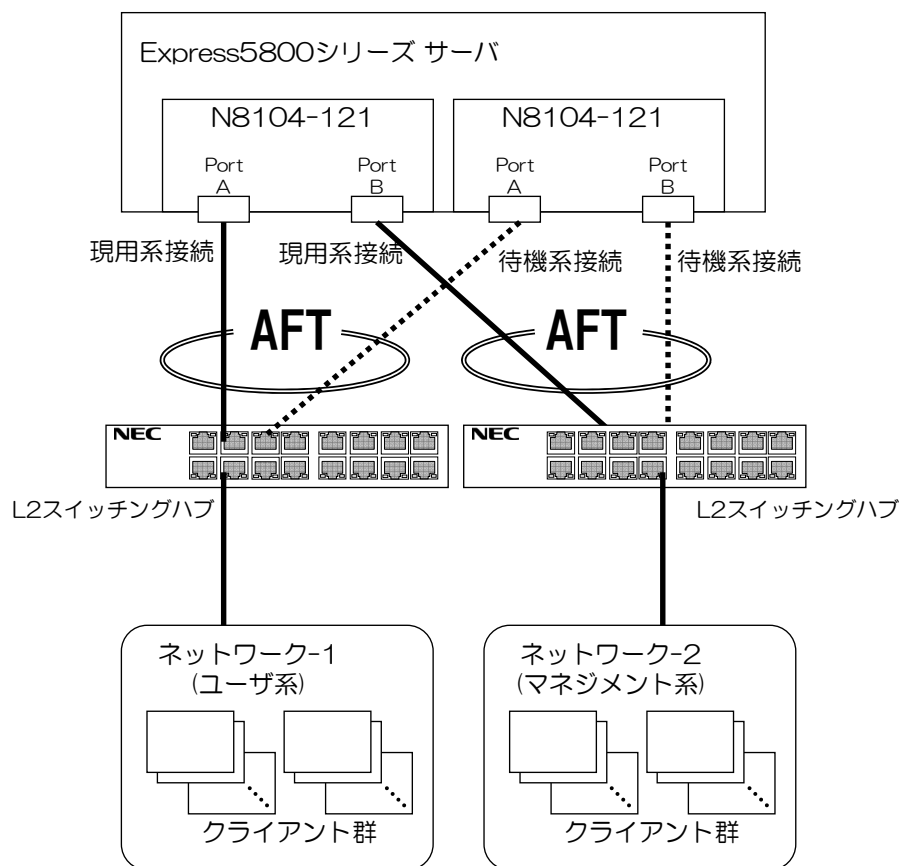 Express5800シリーズ サーバ
N8104-121
N8104-121
Port
A
Port
B
Port
A
Port
B
現用系接続
現用系接続
待機系接続
待機系接続
AFT
AFT
NEC
NEC
L2スイッチングハブ
L2スイッチングハブ
ネットワーク-1
(ユーザ系)
ネットワーク-2
(マネジメント系)
クライアント群
クライアント群